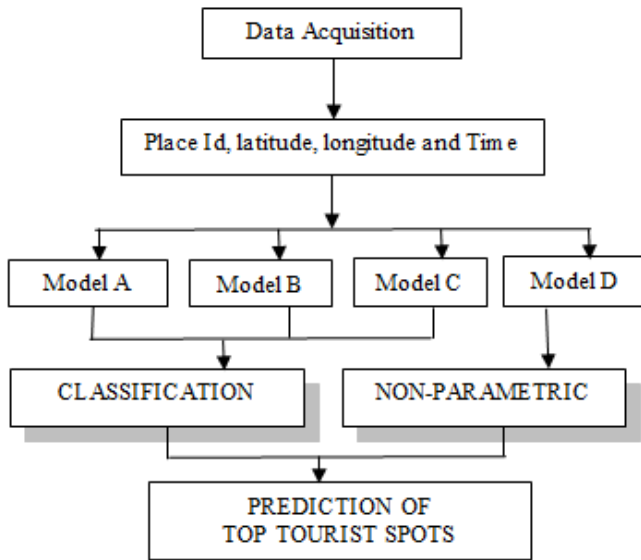 Data Acquisition
Place Id, latitude, longitude and Time
Model A
Model B
Model C
Model D
CLASSIFICATION
NON-PARAMETRIC
PREDICTION OF
TOP TOURIST SPOTS